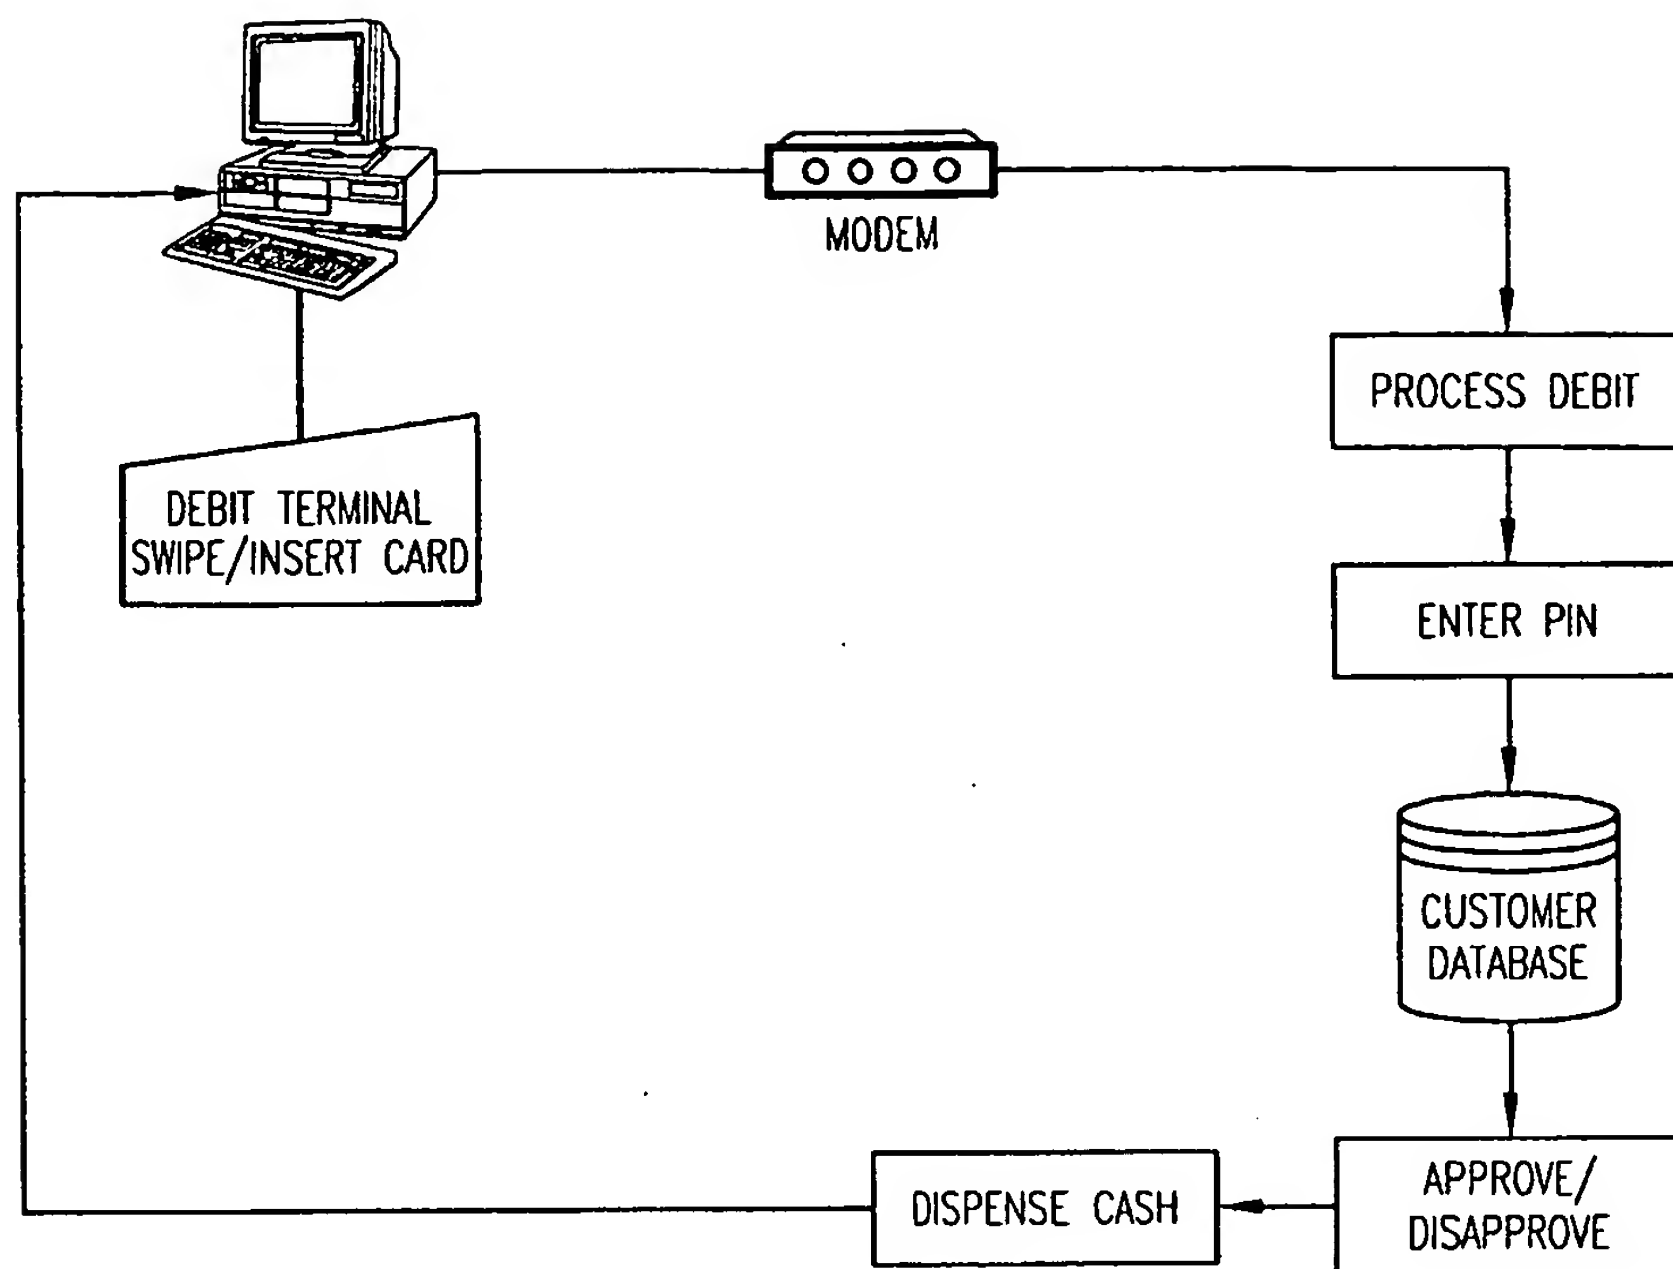 MODEM
PROCESS DEBIT
DEBIT TERMINAL
SWIPE/INSERT CARD
ENTER PIN
CUSTOMER
DATABASE
APPROVE/
DISAPPROVE
DISPENSE CASH